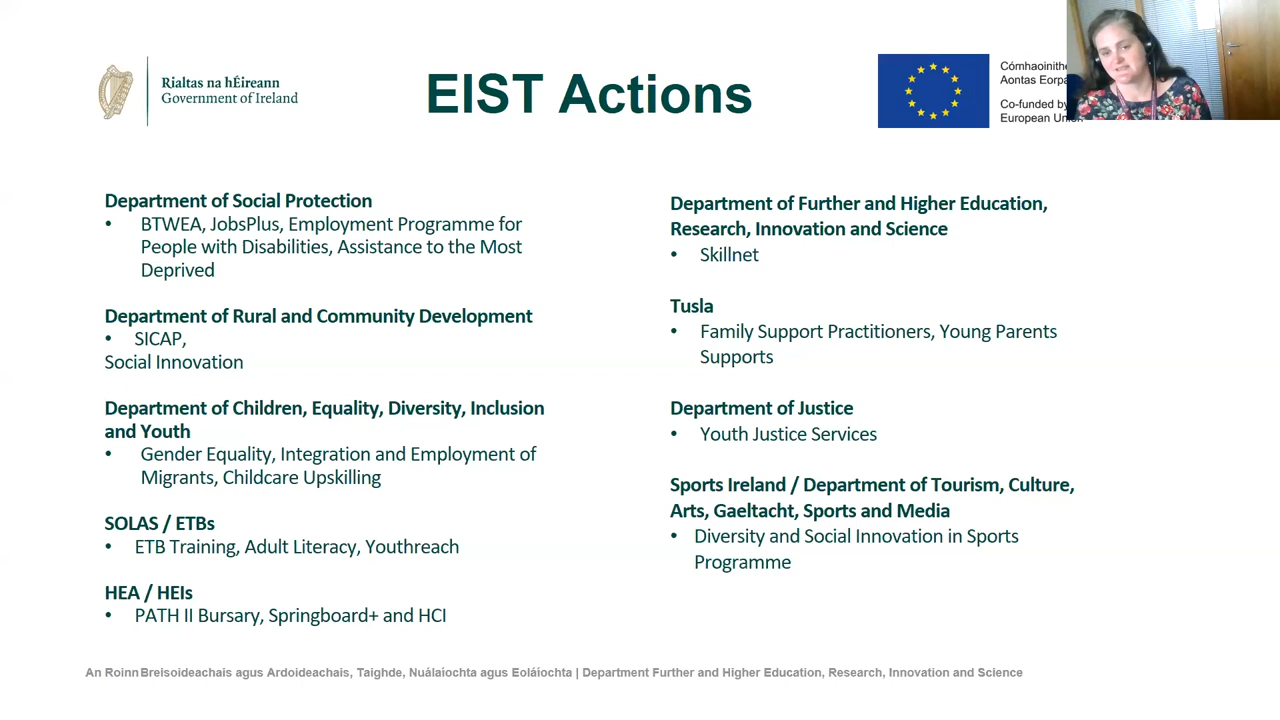 Rialtas na hÉireann
Government of Ireland
EIST Actions
Cómhaoinithe
Aontas Eorpa
Co-funded by
European Union
Department of Social Protection
• BTWEA, JobsPlus, Employment Programme for
People with Disabilities, Assistance to the Most
Deprived
Department of Rural and Community Development
• SICAP,
Social Innovation
Department of Children, Equality, Diversity, Inclusion
and Youth
• Gender Equality, Integration and Employment of
Migrants, Childcare Upskilling
SOLAS / ETBs
• ETB Training, Adult Literacy, Youthreach
HEA / HEIs
• PATH II Bursary, Springboard+ and HCI
Department of Further and Higher Education,
Research, Innovation and Science
• Skillnet
Tusla
• Family Support Practitioners, Young Parents
Supports
Department of Justice
• Youth Justice Services
Sports Ireland / Department of Tourism, Culture,
Arts, Gaeltacht, Sports and Media
• Diversity and Social Innovation in Sports
Programme
An Roinn Breisoideachais agus Ardoideachais, Taighde, Nuálaíochta agus Eoláíochta | Department Further and Higher Education, Research, Innovation and Science